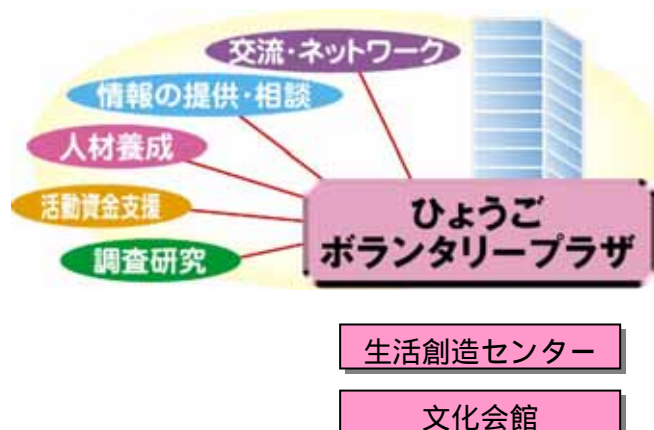 交流・ネットワーク
情報の提供・相談
人材養成
活動資金支援
調査研究
ひょうご
ボランタリープラザ
生活創造センター
文化会館